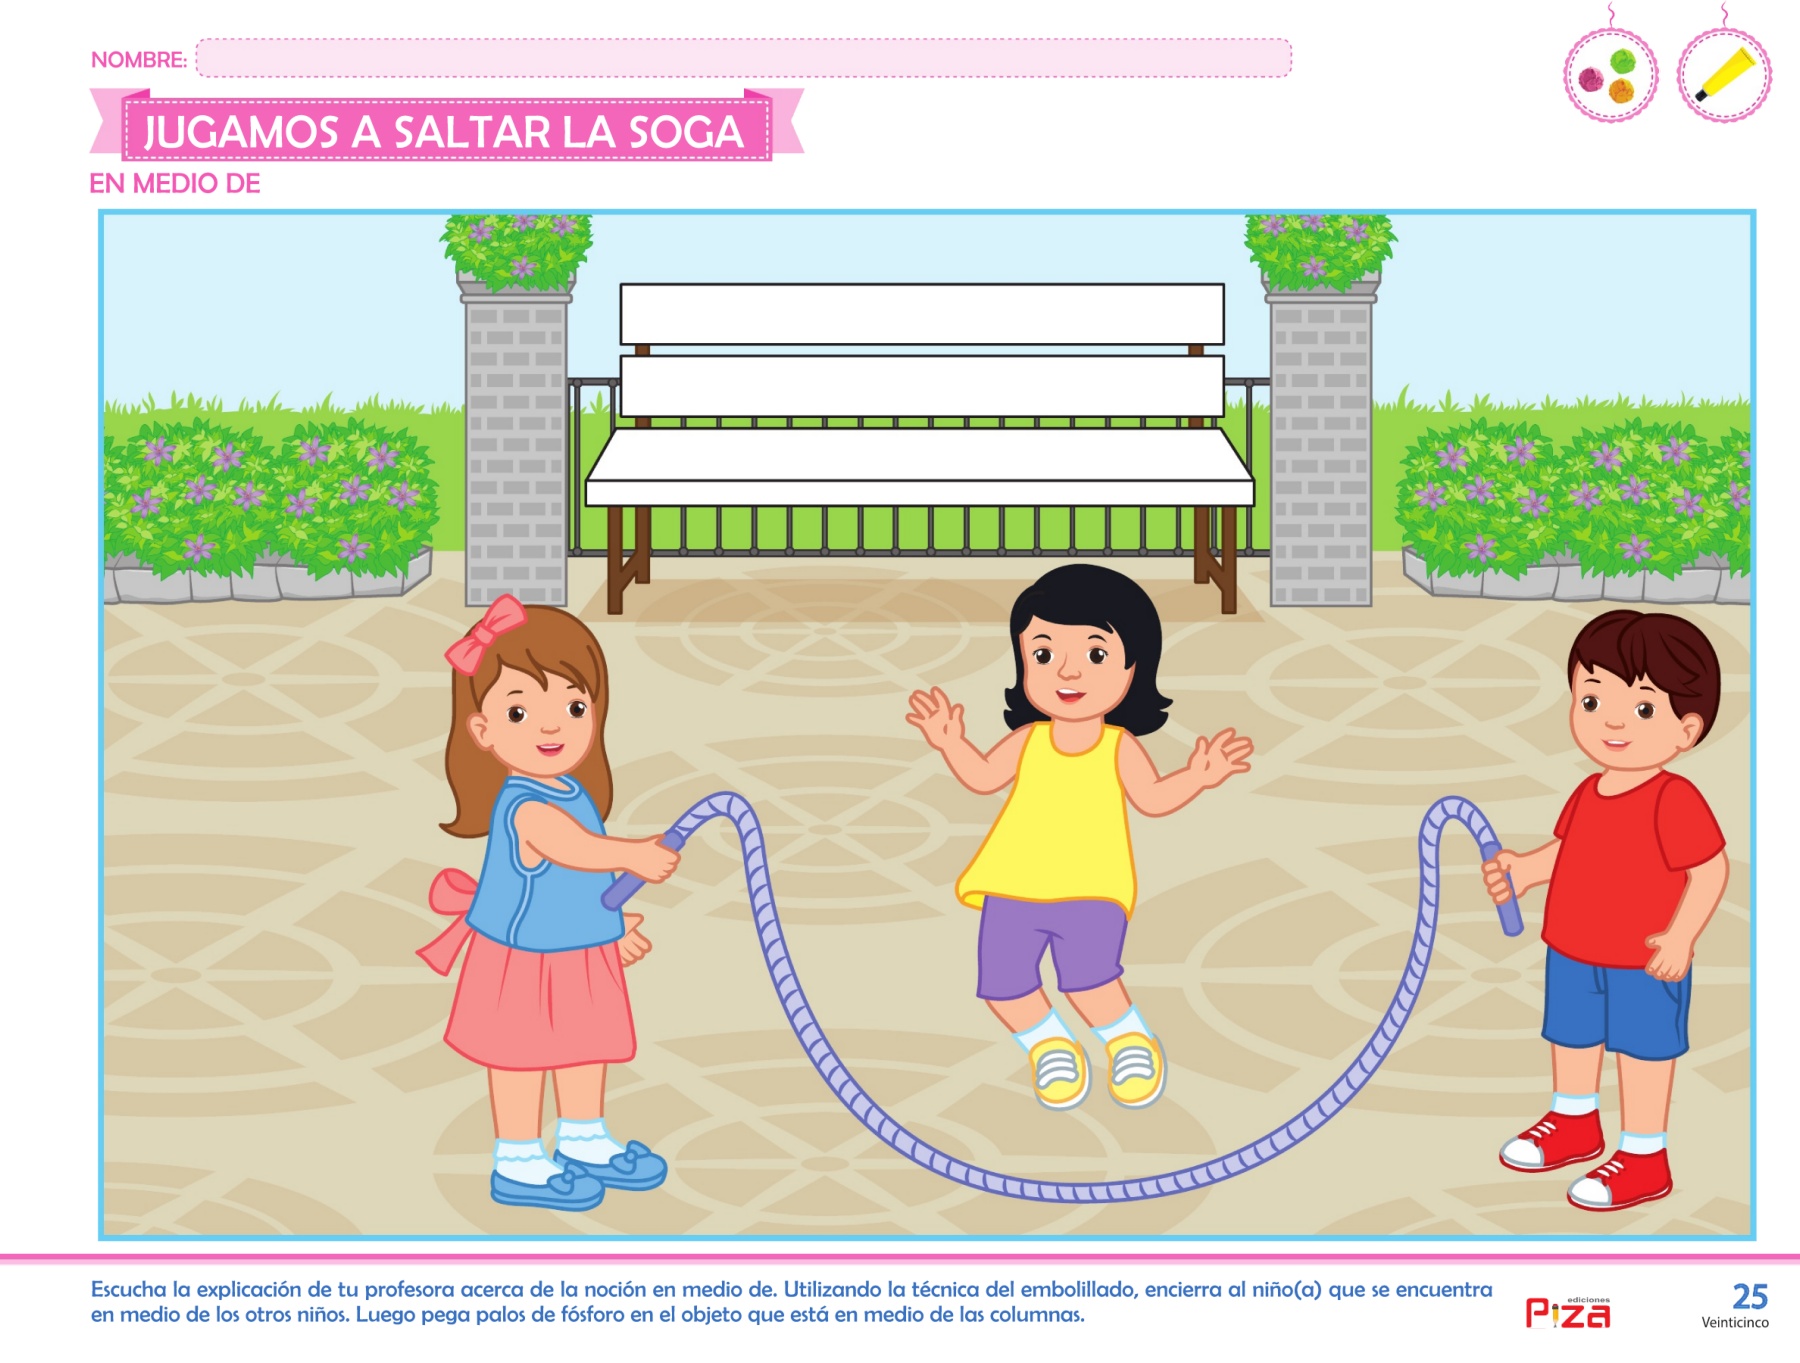 NOMBRE:
JUGAMOS A SALTAR LA SOGA
EN MEDIO DE
Escucha la explicación de tu profesora acerca de la noción en medio de. Utilizando la técnica del embolillado, encierra al niño(a) que se encuentra
en medio de los otros niños. Luego pega palos de fósforo en el objeto que está en medio de las columnas.
ediciones
Piza
25
Veinticinco